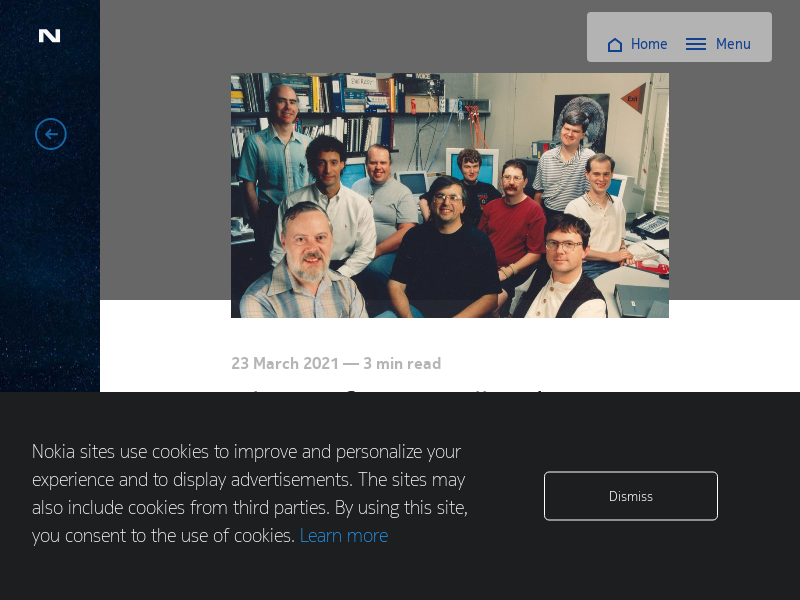 Home Menu
23 March 2021 — 3 min read
Nokia sites use cookies to improve and personalize your
experience and to display advertisements. The sites may
also include cookies from third parties. By using this site,
you consent to the use of cookies. Learn more
Dismiss